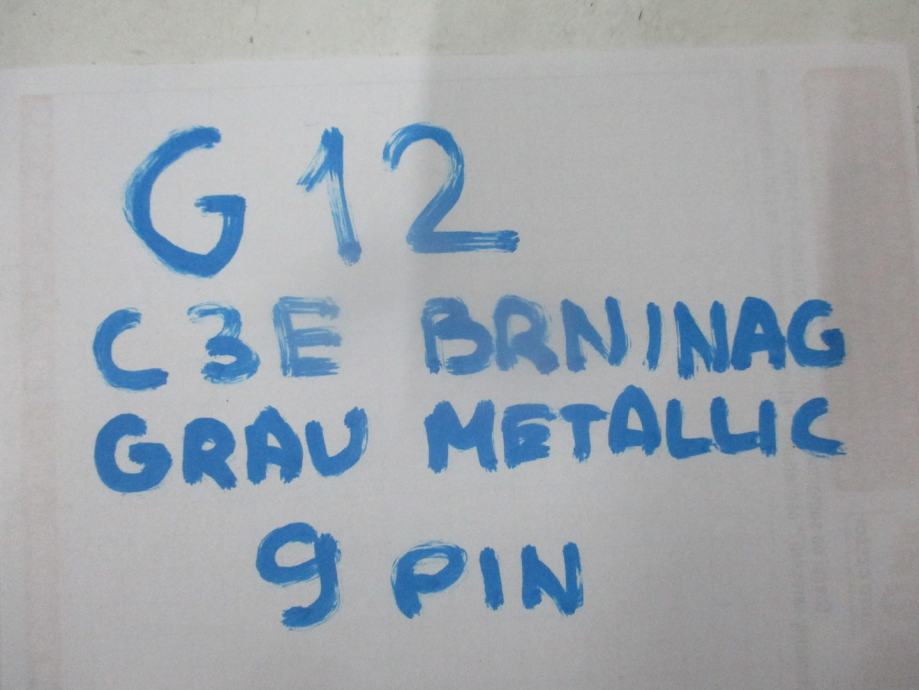 G12
C3E BRNINAG
GRAU METALLIC
9 PIN